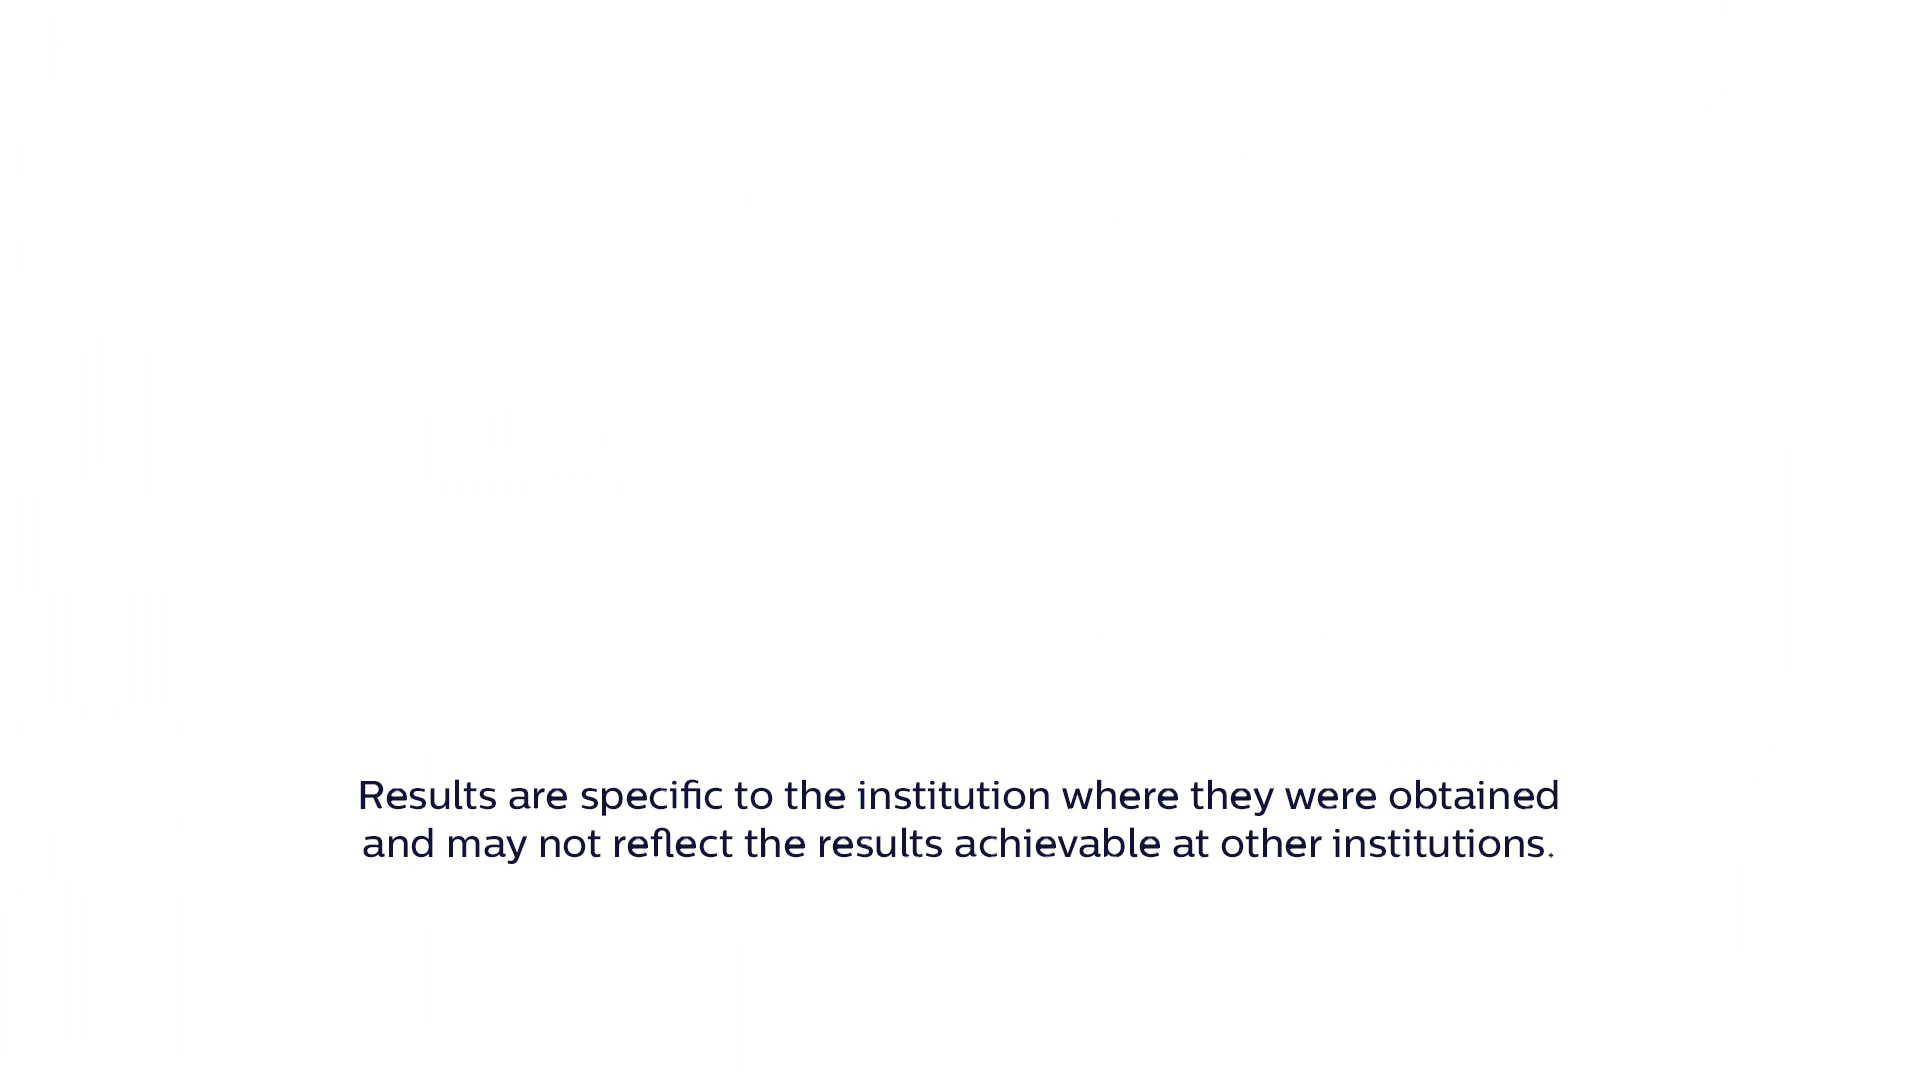 Results are specific to the institution where they were obtained
and may not reflect the results achievable at other institutions.